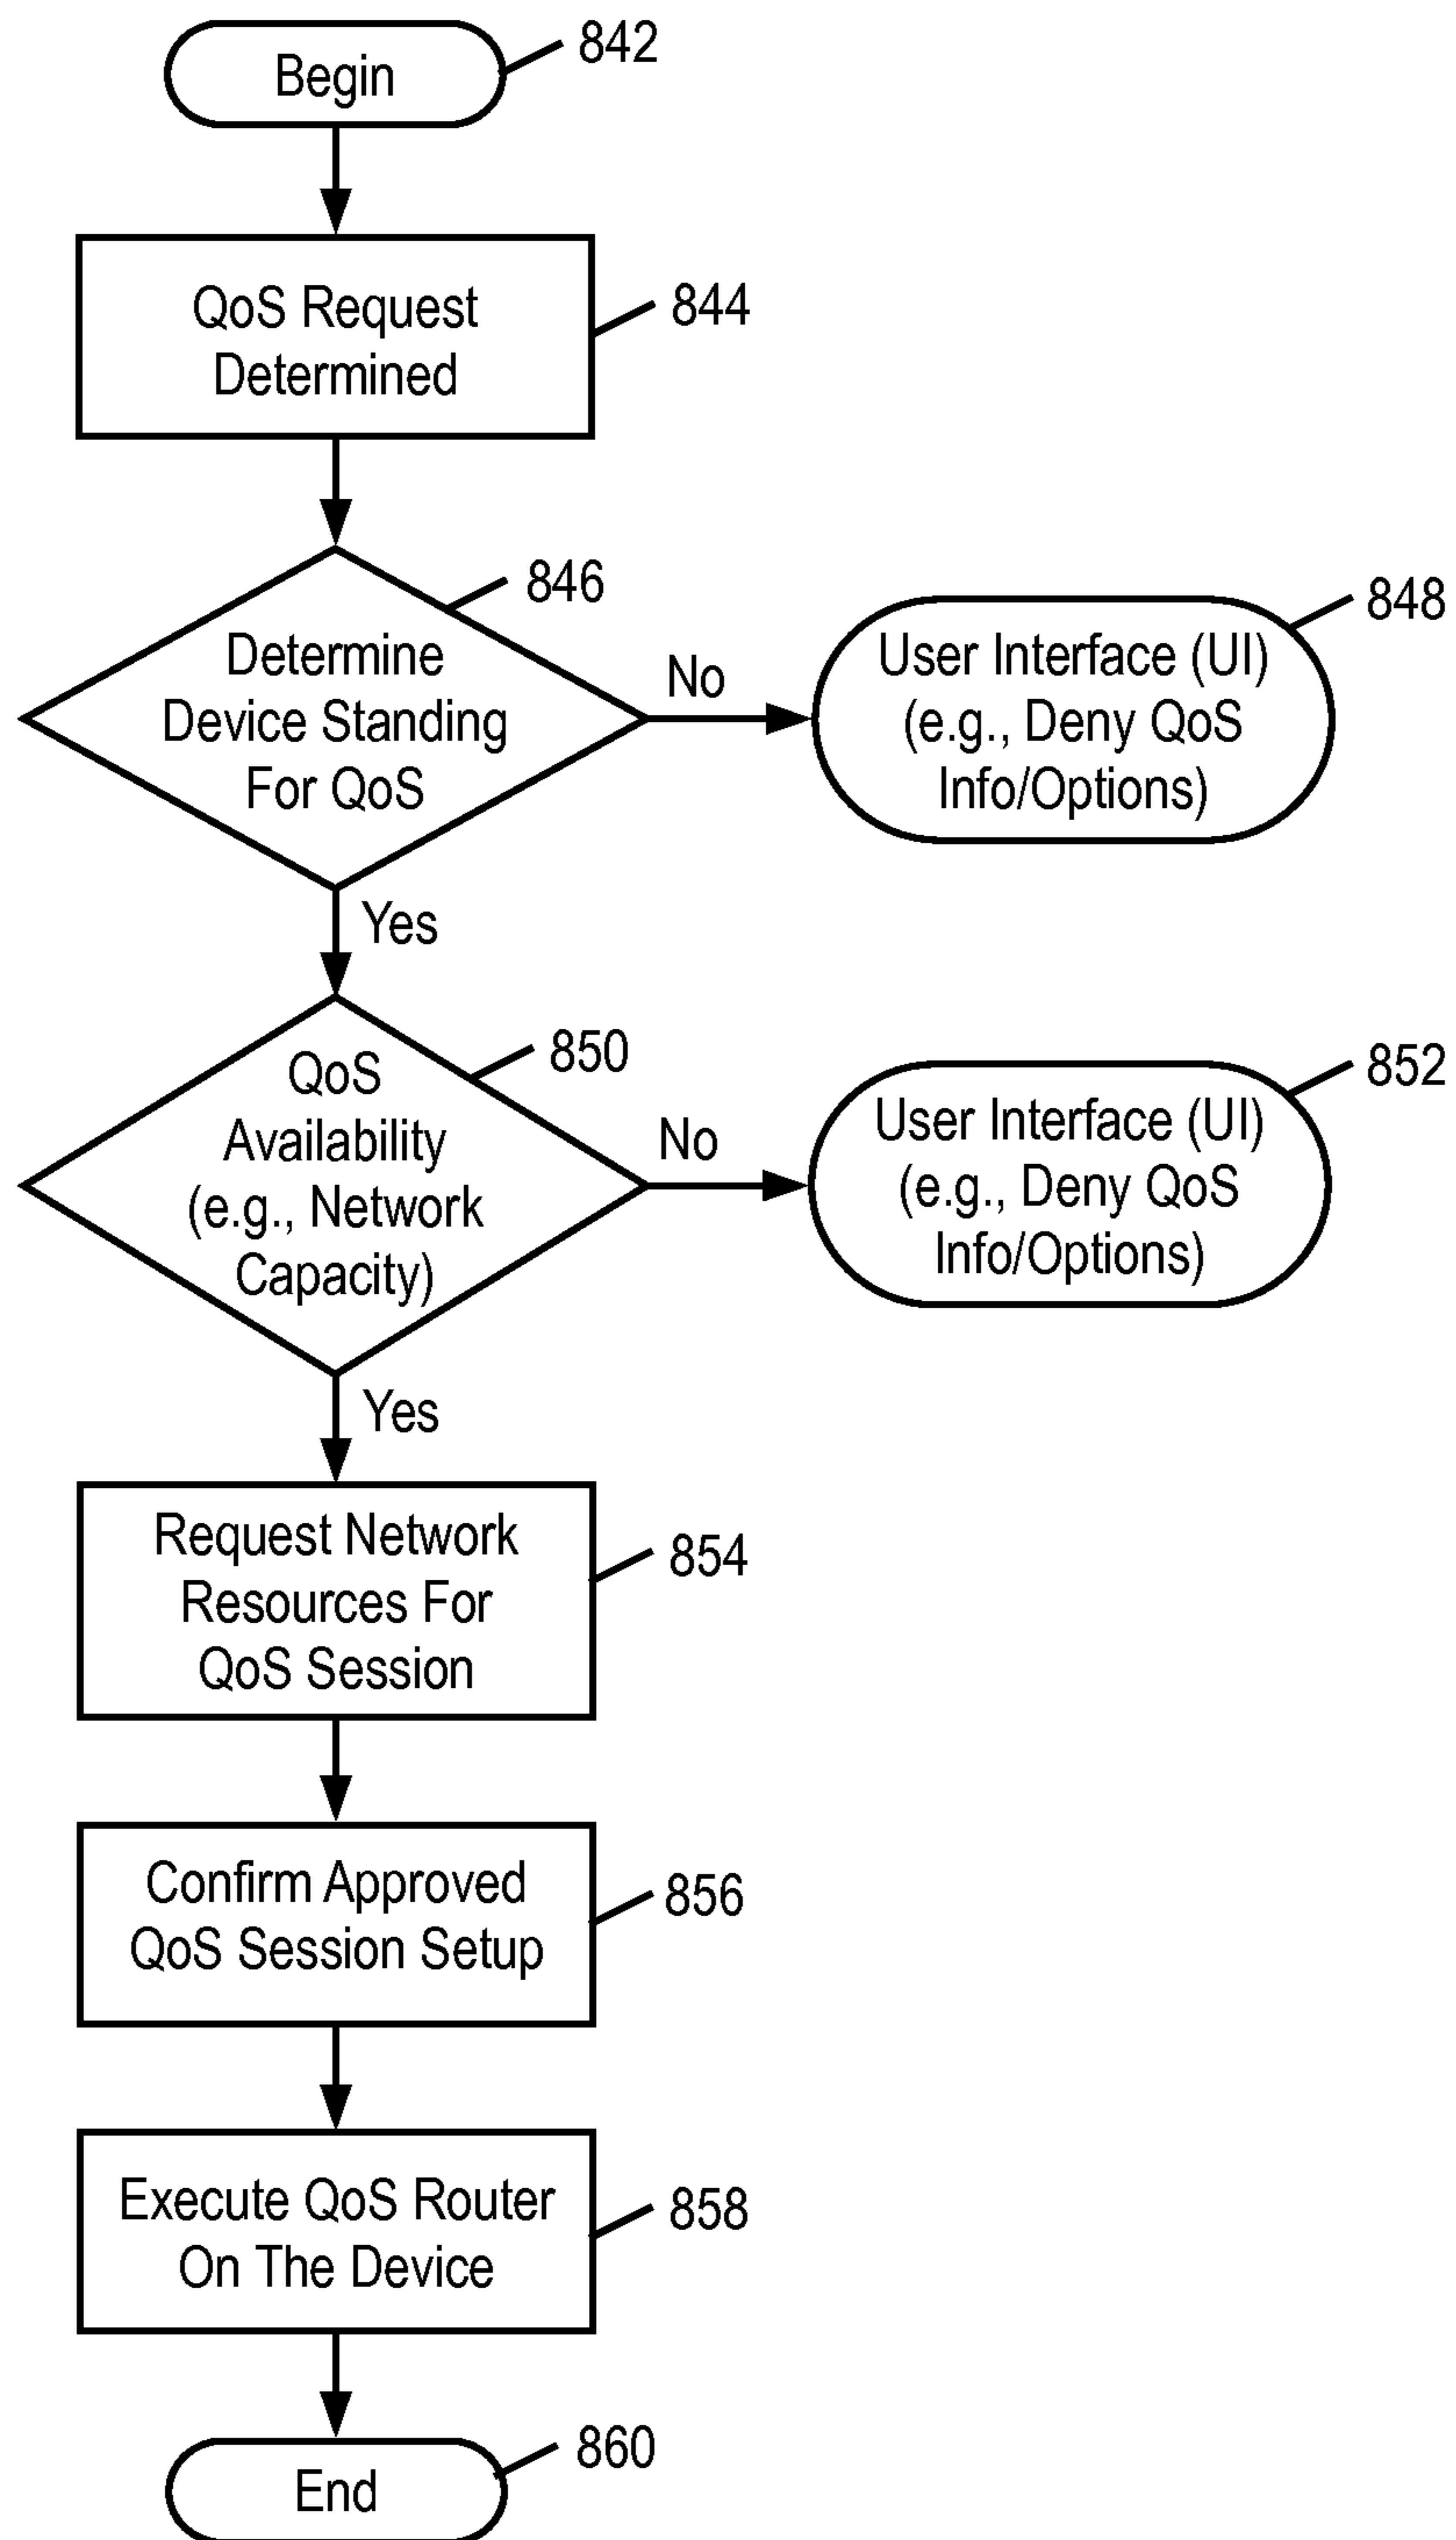 Begin
842
QoS Request
Determined
844
846
Determine
Device Standing
For QoS
No
848
User Interface (UI)
(e.g., Deny QoS
Info/Options)
Yes
850
QoS
Availability
(e.g., Network
Capacity)
No
852
User Interface (UI)
(e.g., Deny QoS
Info/Options)
Yes
Request Network
Resources For
QoS Session
854
Confirm Approved
QoS Session Setup
856
Execute QoS Router
On The Device
858
860
End